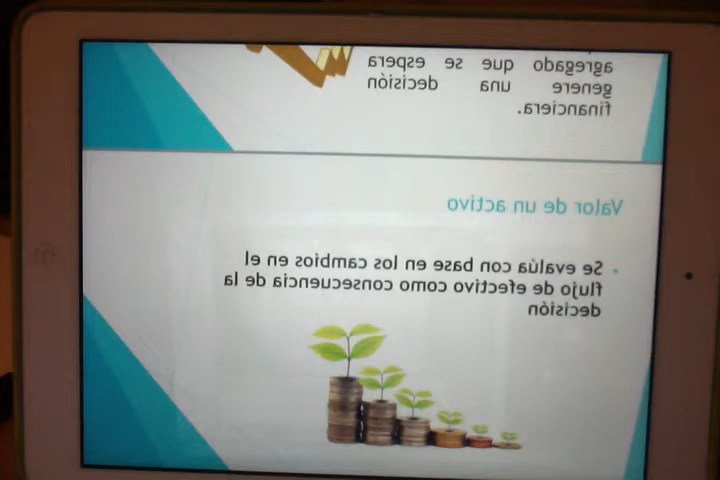 agregado que se espera
genere una decisión
financiera.
Valor de un activo
• Se evalúa con base en los cambios en el
flujo de efectivo como consecuencia de la
decisión